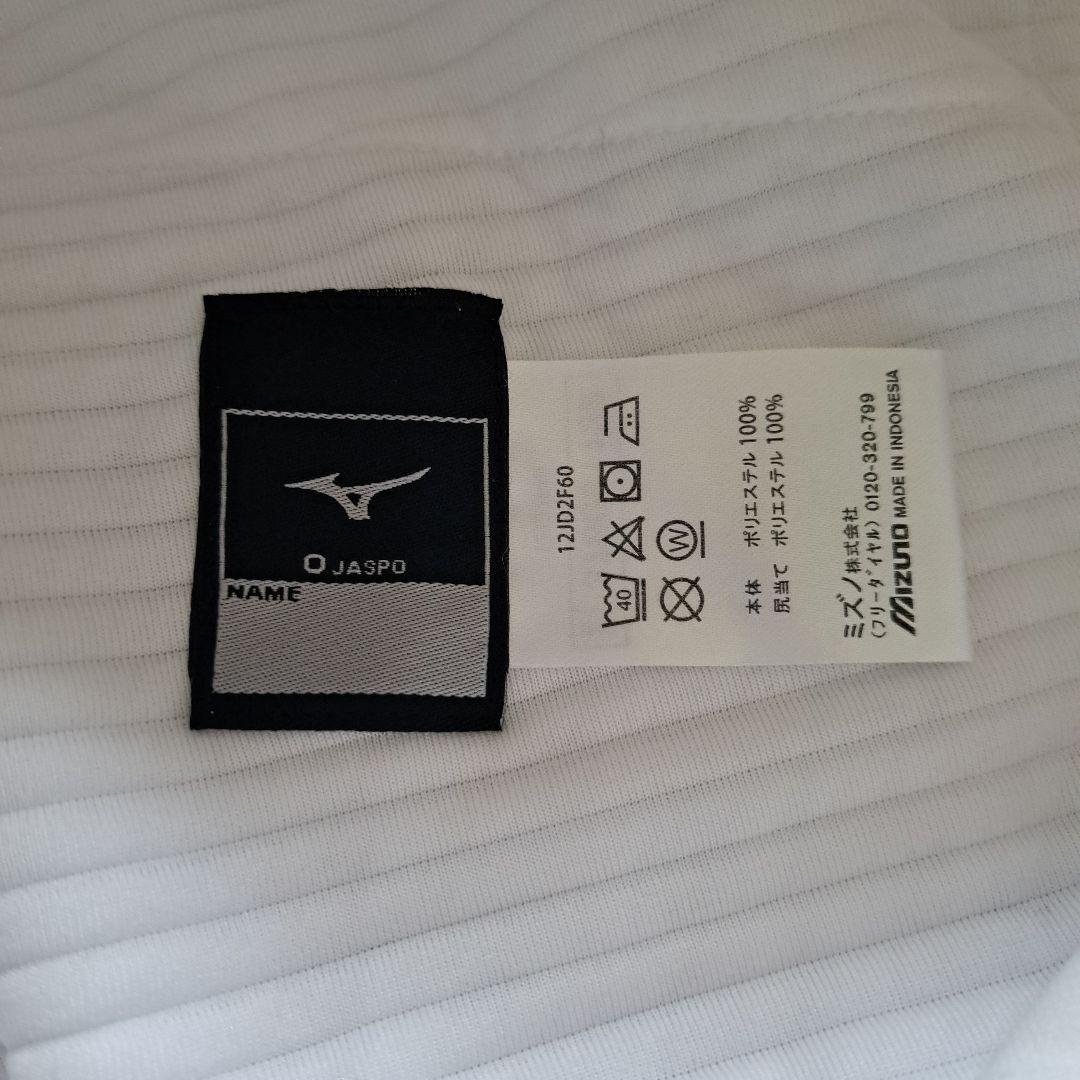 O JASPO
NAME
12JD2F60
40
W
本体 ポリエステル 100%
尻当て ポリエステル 100%
ミズノ株式会社
(フリーダイヤル) 0120-320-799
MIZUNO MADE IN INDONESIA